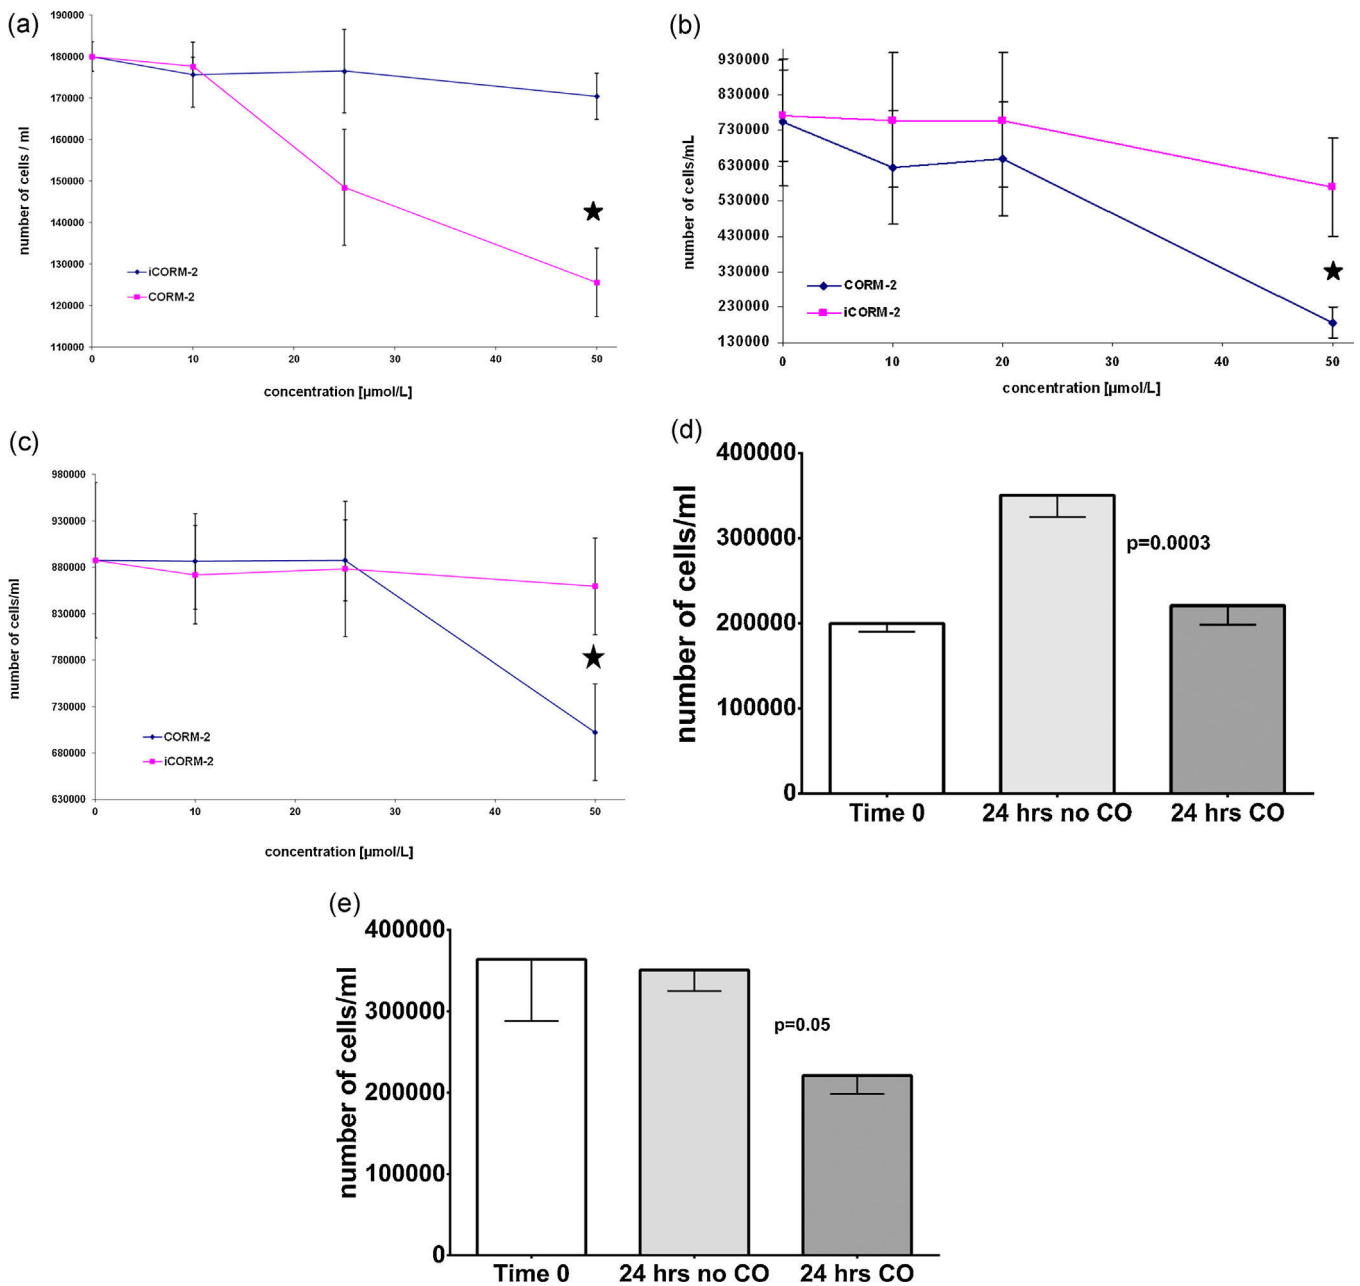 (a)
190000
180000
170000
160000
150000
140000
130000
120000
110000
number of cells / ml
iCORM-2
CORM-2
0 10 20 30 40 50
concentration [µmol/L]
(b)
930000
830000
730000
630000
530000
430000
330000
230000
130000
number of cells/mL
CORM-2
iCORM-2
0 10 20 30 40 50
concentration [µmol/L]
(c)
980000
930000
880000
830000
780000
730000
680000
630000
number of cells/ml
CORM-2
iCORM-2
0 10 20 30 40 50
concentration [µmol/L]
(d)
400000
300000
200000
100000
0
number of cells/ml
p=0.0003
Time 0 24 hrs no CO 24 hrs CO
(e)
400000
300000
200000
100000
0
number of cells/ml
p=0.05
Time 0 24 hrs no CO 24 hrs CO